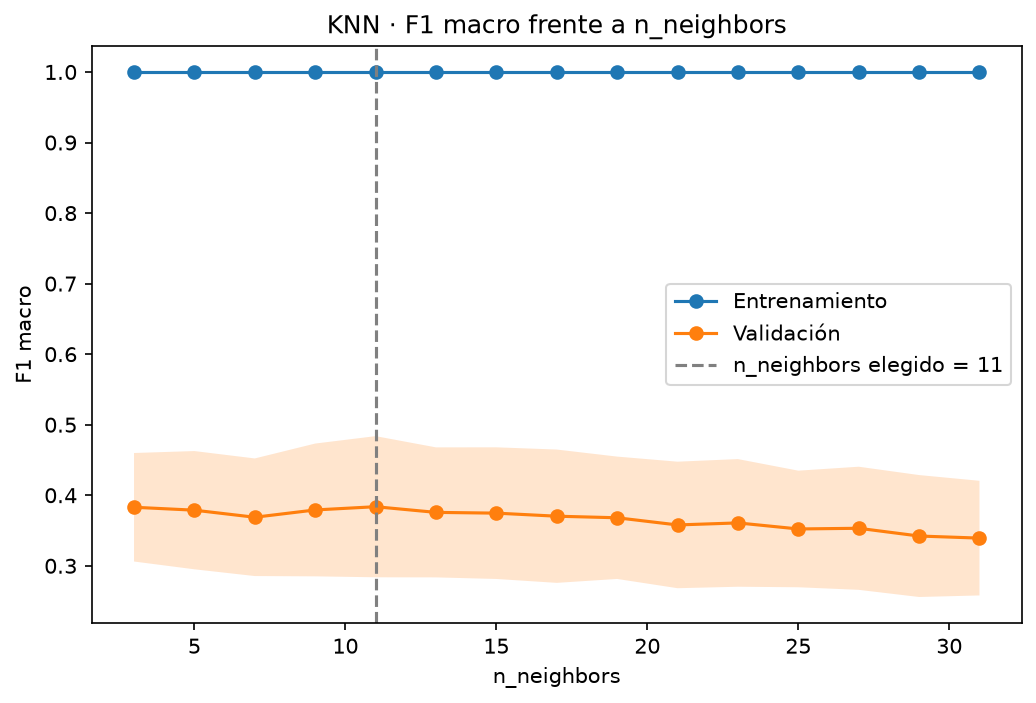 KNN · F1 macro frente a n_neighbors
F1 macro
1.0
0.9
0.8
0.7
0.6
0.5
0.4
0.3
Entrenamiento
Validación
n_neighbors elegido = 11
5
10
15
20
25
30
n_neighbors